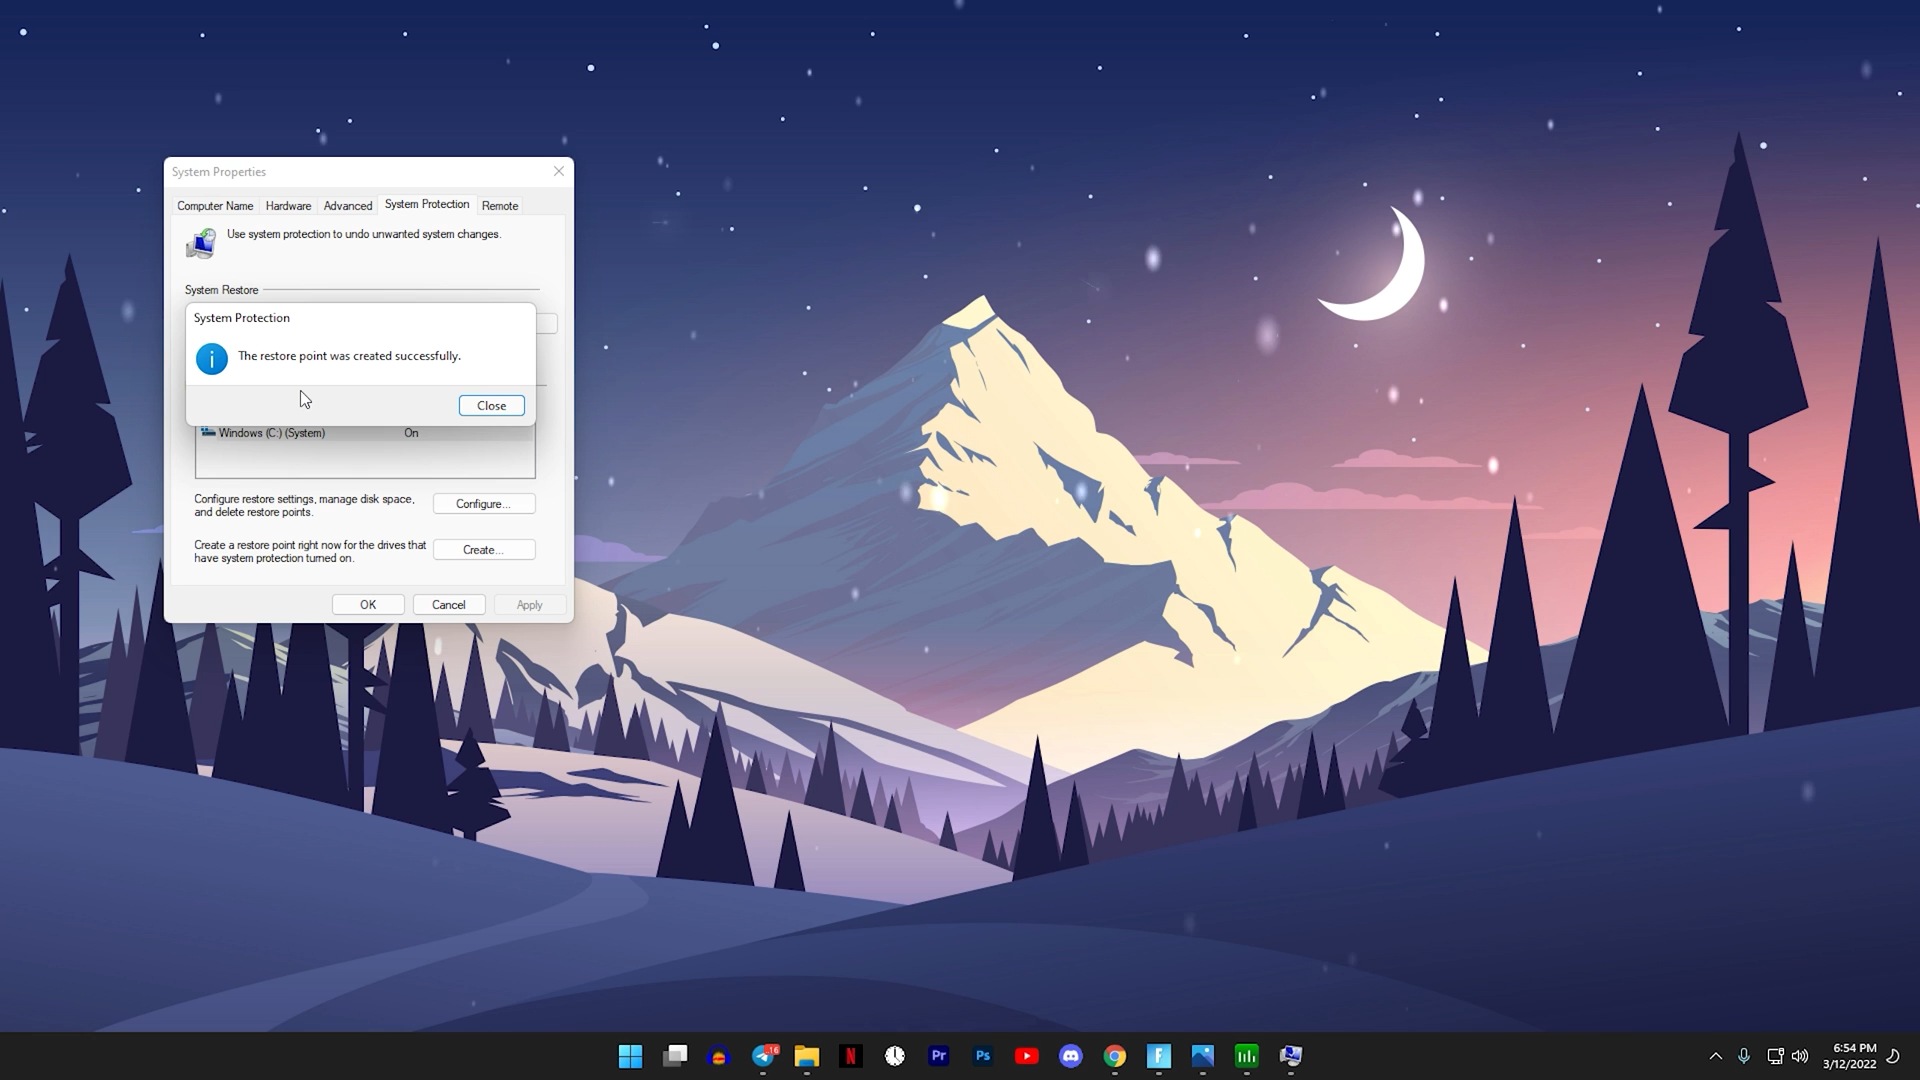 System Properties
Computer Name Hardware Advanced System Protection Remote
Use system protection to undo unwanted system changes.
System Restore
System Protection
The restore point was created successfully.
Close
Windows (C:) (System) On
Configure restore settings, manage disk space,
and delete restore points.
Configure...
Create a restore point right now for the drives that
have system protection turned on.
Create...
OK Cancel Apply
16
N
Pr
Ps
F
6:54 PM
3/12/2022